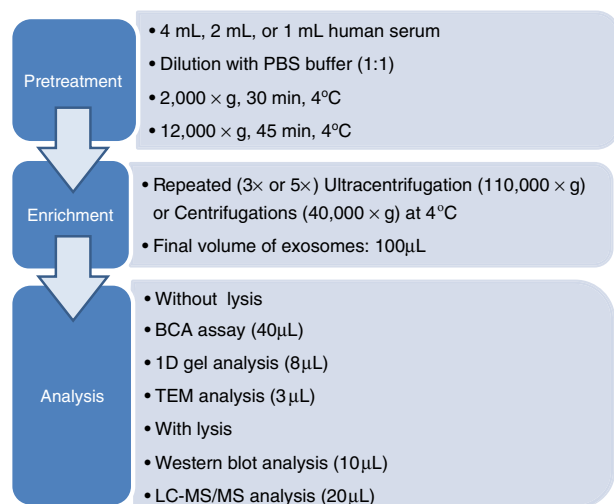 Pretreatment
• 4 mL, 2 mL, or 1 mL human serum
• Dilution with PBS buffer (1:1)
• 2,000 × g, 30 min, 4°C
• 12,000 × g, 45 min, 4°C
Enrichment
• Repeated (3× or 5×) Ultracentrifugation (110,000 × g)
or Centrifugations (40,000 × g) at 4°C
• Final volume of exosomes: 100μL
Analysis
• Without lysis
• BCA assay (40μL)
• 1D gel analysis (8μL)
• TEM analysis (3μL)
• With lysis
• Western blot analysis (10μL)
• LC-MS/MS analysis (20μL)